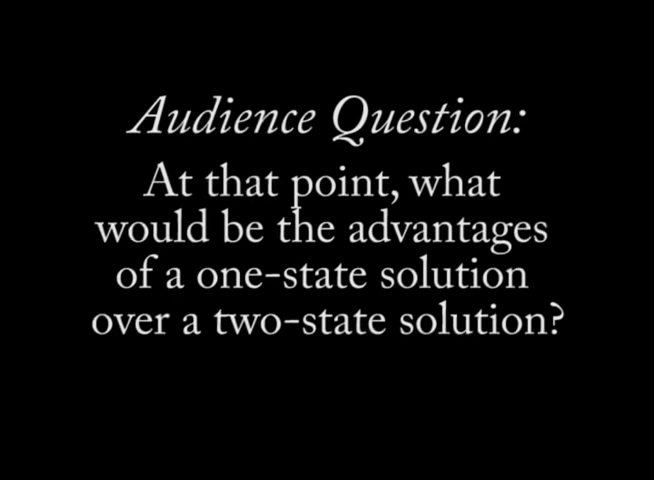 Audience Question:
At that point, what
would be the advantages
of a one-state solution
over a two-state solution?